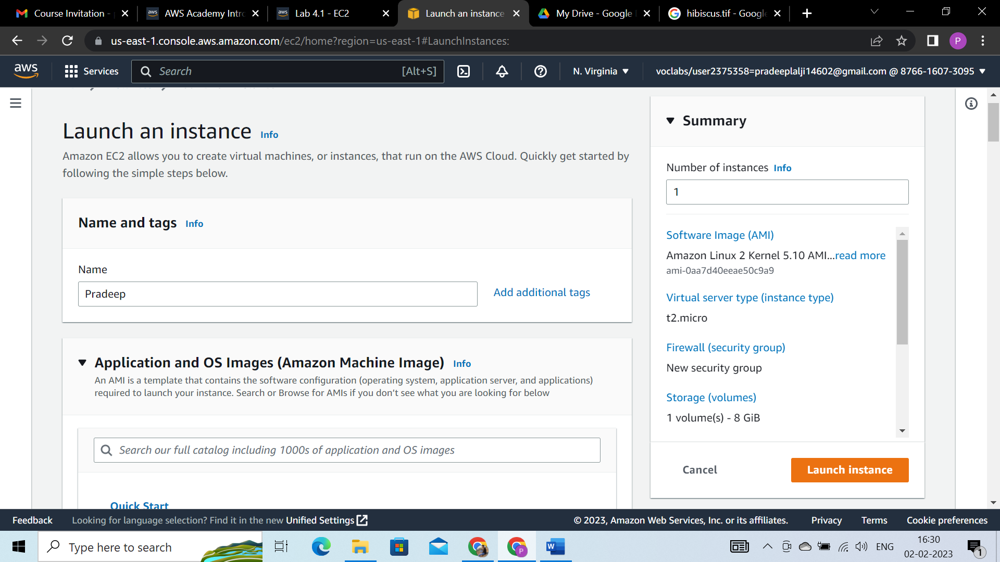 Course Invitation -
AWS Academy Intro
Lab 4.1 - EC2
Launch an instance
My Drive - Google
hibiscus.tif - Google
us-east-1.console.aws.amazon.com/ec2/home?region=us-east-1#LaunchInstances:
P
aws
Services
Search
[Alt+S]
N. Virginia
voclabs/user2375358=pradeeplalji14602@gmail.com @ 8766-1607-3095
Launch an instance Info
Amazon EC2 allows you to create virtual machines, or instances, that run on the AWS Cloud. Quickly get started by
following the simple steps below.
Name and tags Info
Name
Pradeep
Add additional tags
Application and OS Images (Amazon Machine Image) Info
An AMI is a template that contains the software configuration (operating system, application server, and applications)
required to launch your instance. Search or Browse for AMIs if you don’t see what you are looking for below
Search our full catalog including 1000s of application and OS images
Quick Start
Summary
Number of instances Info
1
Software Image (AMI)
Amazon Linux 2 Kernel 5.10 AMI...read more
ami-0aa7d40eeae50c9a9
Virtual server type (instance type)
t2.micro
Firewall (security group)
New security group
Storage (volumes)
1 volume(s) - 8 GiB
Cancel
Launch instance
Feedback
Looking for language selection? Find it in the new Unified Settings
© 2023, Amazon Web Services, Inc. or its affiliates.
Privacy
Terms
Cookie preferences
Type here to search
ENG
16:30
02-02-2023
1